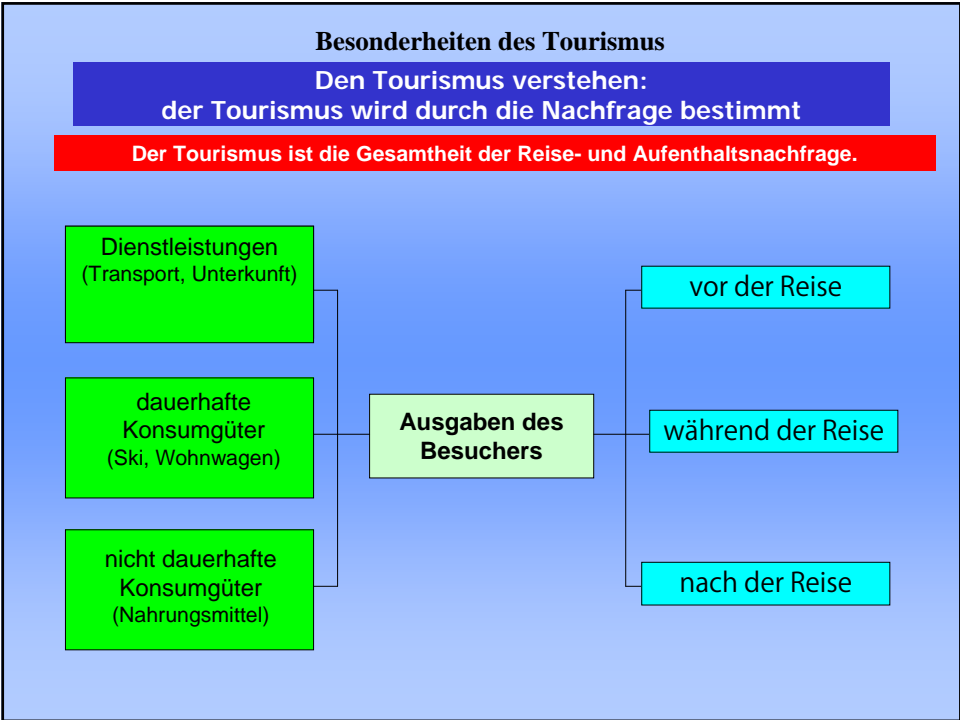 Besonderheiten des Tourismus
Den Tourismus verstehen:
der Tourismus wird durch die Nachfrage bestimmt
Der Tourismus ist die Gesamtheit der Reise- und Aufenthaltsnachfrage.
Dienstleistungen
(Transport, Unterkunft)
dauerhafte
Konsumgüter
(Ski, Wohnwagen)
nicht dauerhafte
Konsumgüter
(Nahrungsmittel)
Ausgaben des
Besuchers
vor der Reise
während der Reise
nach der Reise